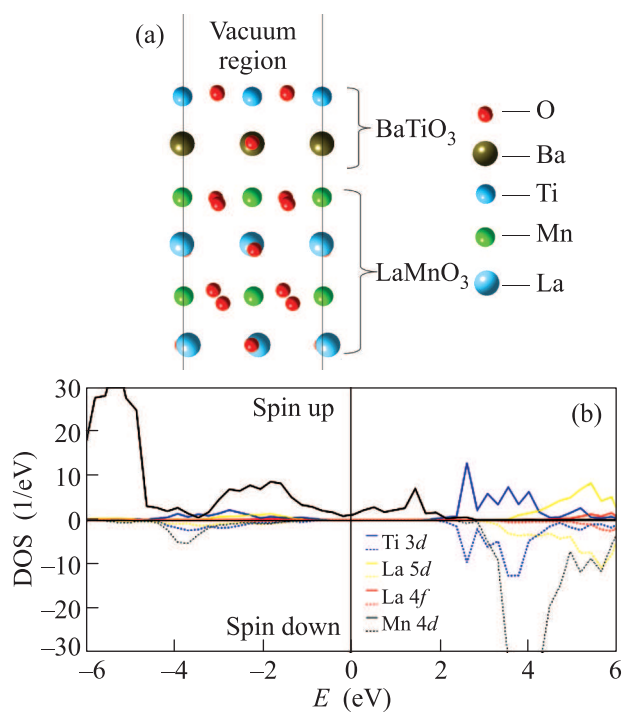 (a)
Vacuum
region
BaTiO₃
LaMnO₃
— O
— Ba
— Ti
— Mn
— La
(b)
Spin up
Spin down
Ti 3d
La 5d
La 4f
Mn 4d
DOS (1/eV)
30
20
10
0
−10
−20
−30
−6
−4
−2
0
2
4
6
E (eV)